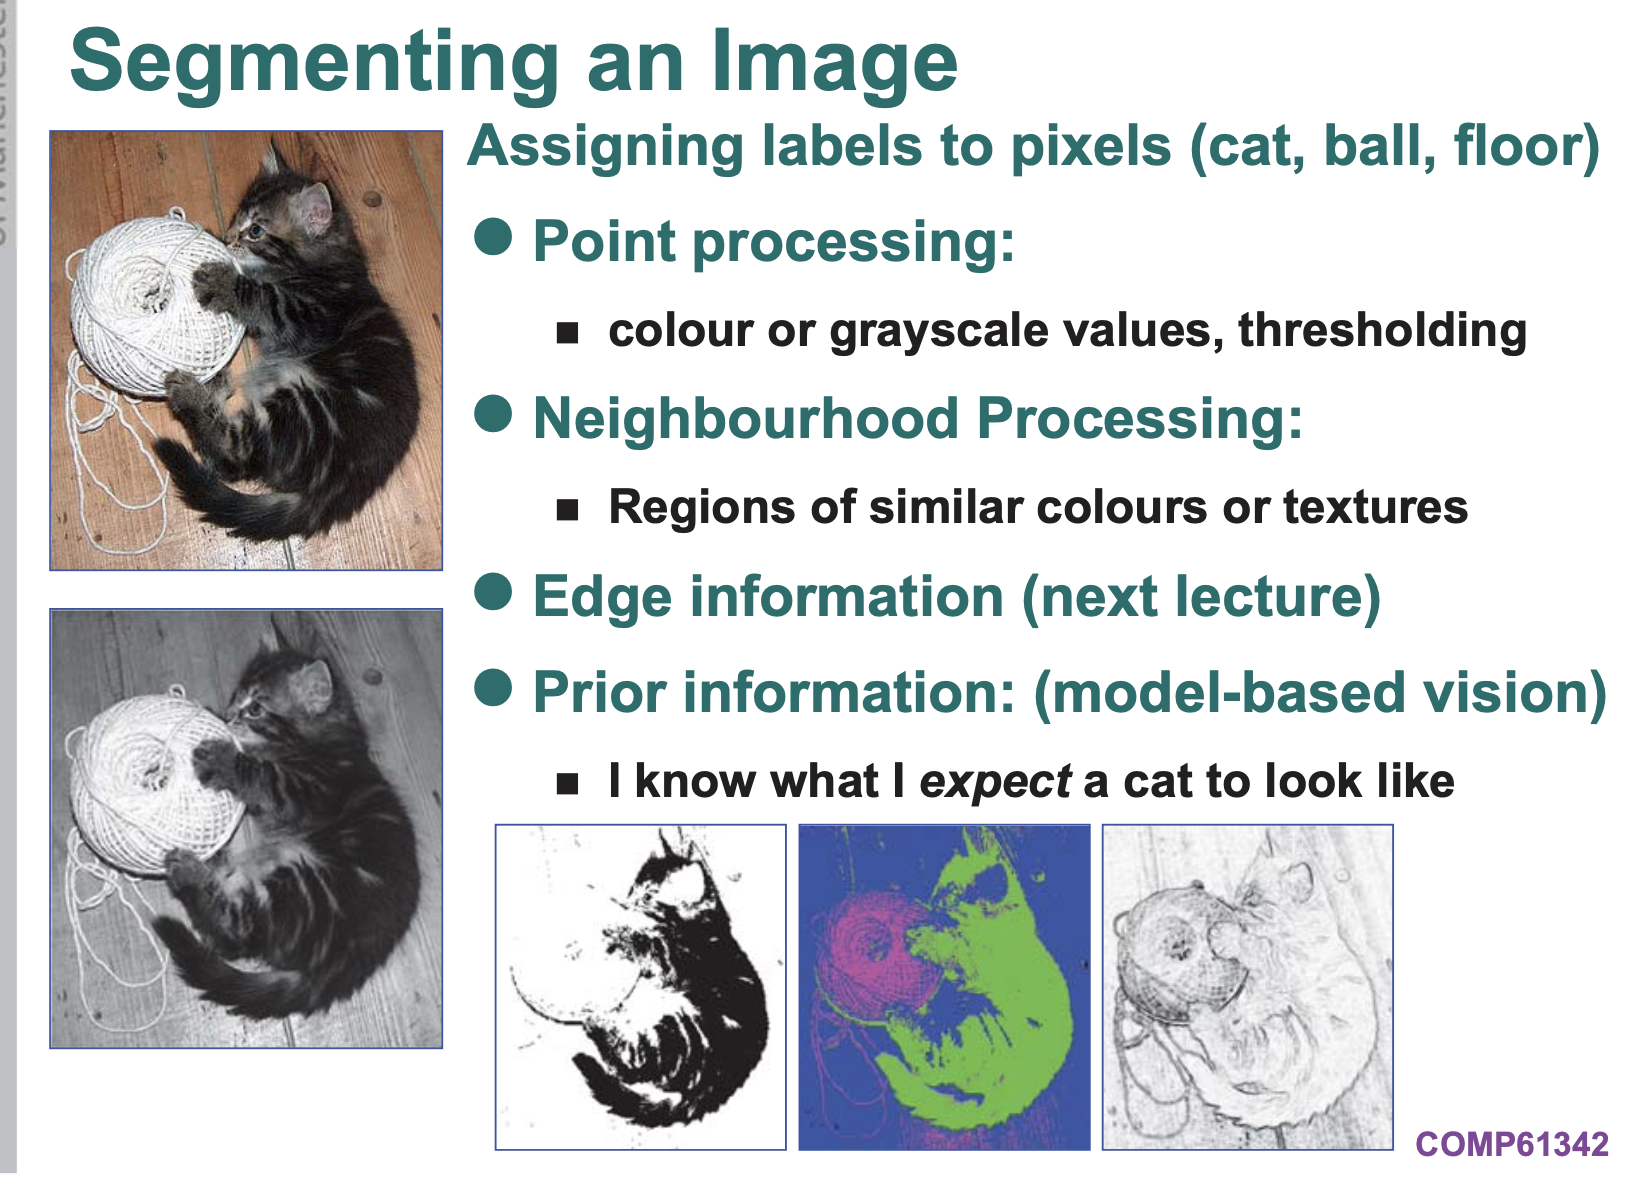 Segmenting an Image
Assigning labels to pixels (cat, ball, floor)
● Point processing:
■ colour or grayscale values, thresholding
● Neighbourhood Processing:
■ Regions of similar colours or textures
● Edge information (next lecture)
● Prior information: (model-based vision)
■ I know what I expect a cat to look like
COMP61342